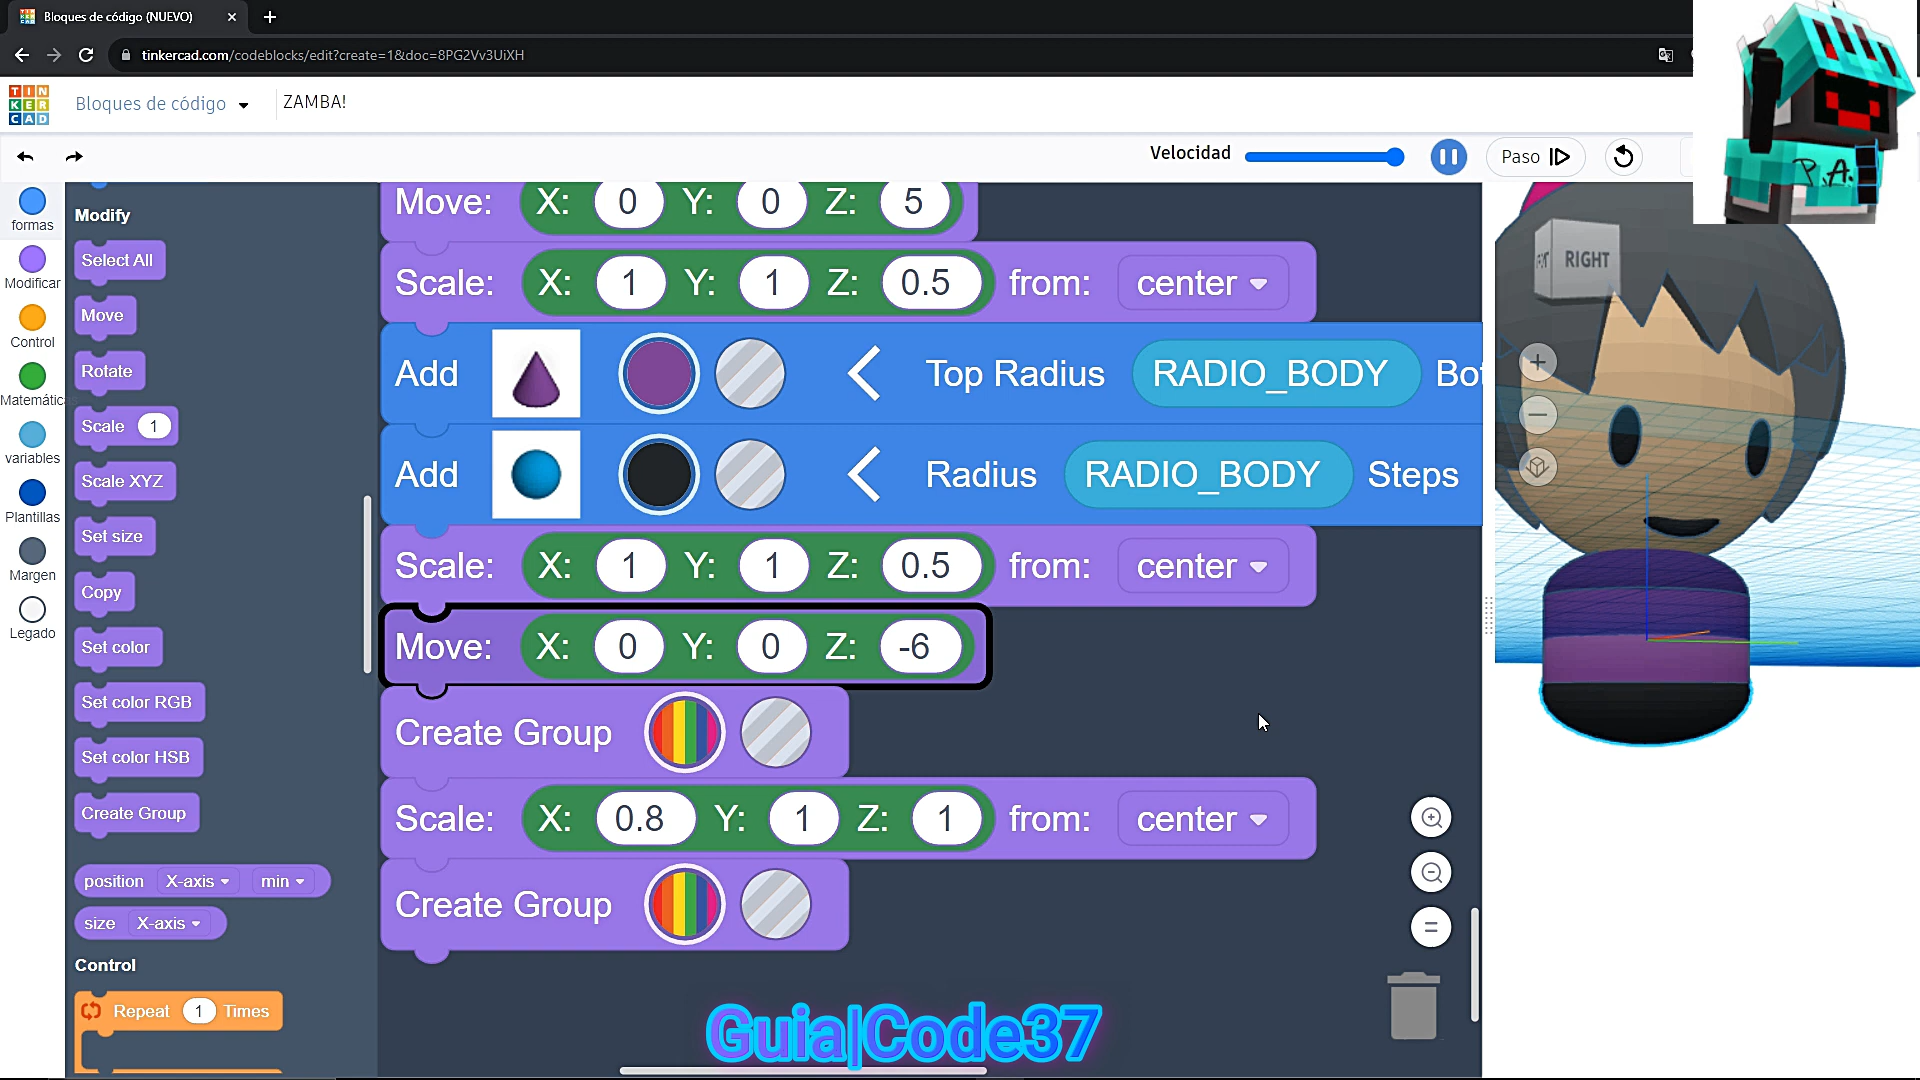 Bloques de código (NUEVO)
tinkercad.com/codeblocks/edit?create=1&doc=8PG2Vv3UiXH
TIN
KER
CAD
Bloques de código
ZAMBA!
Velocidad
Paso
P.A.
formas
Modificar
Control
Matemátic
variables
Plantillas
Margen
Legado
Modify
Select All
Move
Rotate
Scale 1
Scale XYZ
Set size
Copy
Set color
Set color RGB
Set color HSB
Create Group
position X-axis min
size X-axis
Control
Repeat 1 Times
Move: X: 0 Y: 0 Z: 5
Scale: X: 1 Y: 1 Z: 0.5 from: center
Add Top Radius RADIO_BODY Bot
Add Radius RADIO_BODY Steps
Scale: X: 1 Y: 1 Z: 0.5 from: center
Move: X: 0 Y: 0 Z: -6
Create Group
Scale: X: 0.8 Y: 1 Z: 1 from: center
Create Group
RIGHT
Guia|Code37